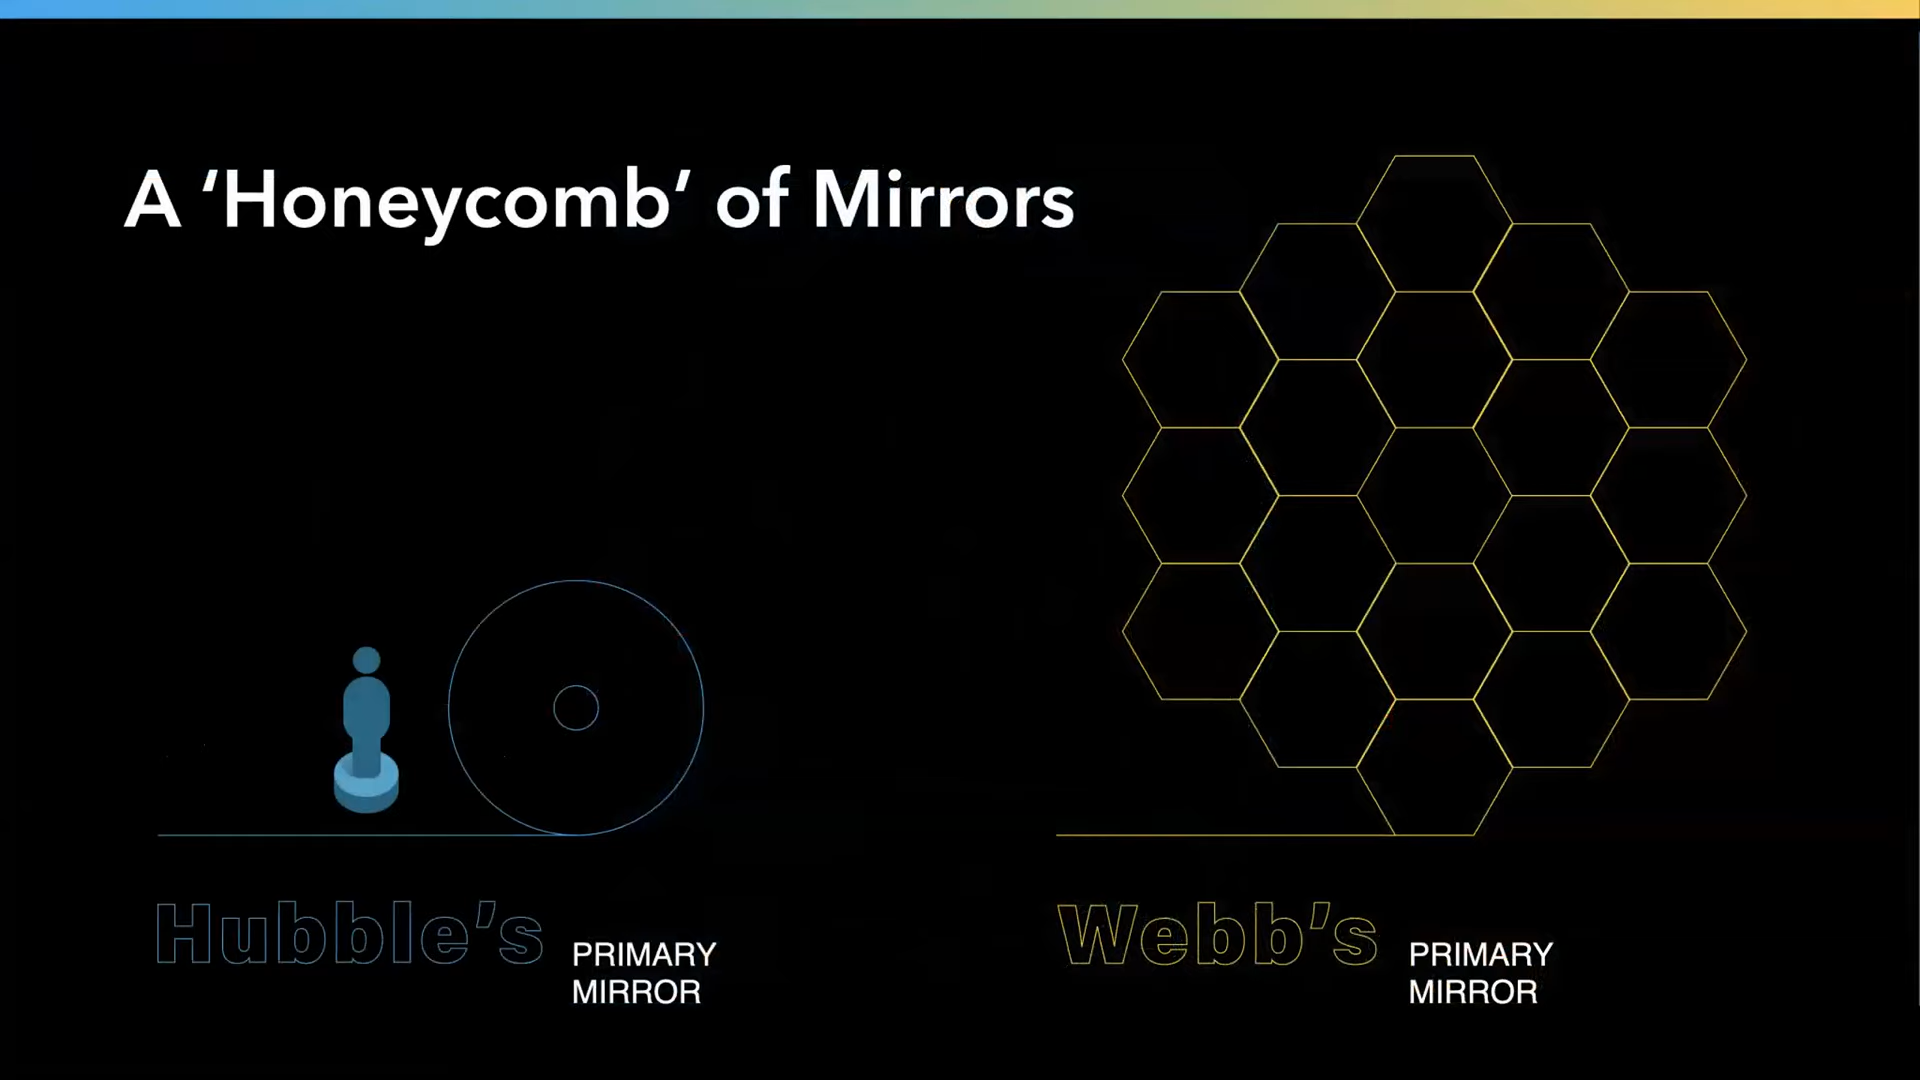 A ‘Honeycomb’ of Mirrors
Hubble’s
PRIMARY
MIRROR
Webb’s
PRIMARY
MIRROR